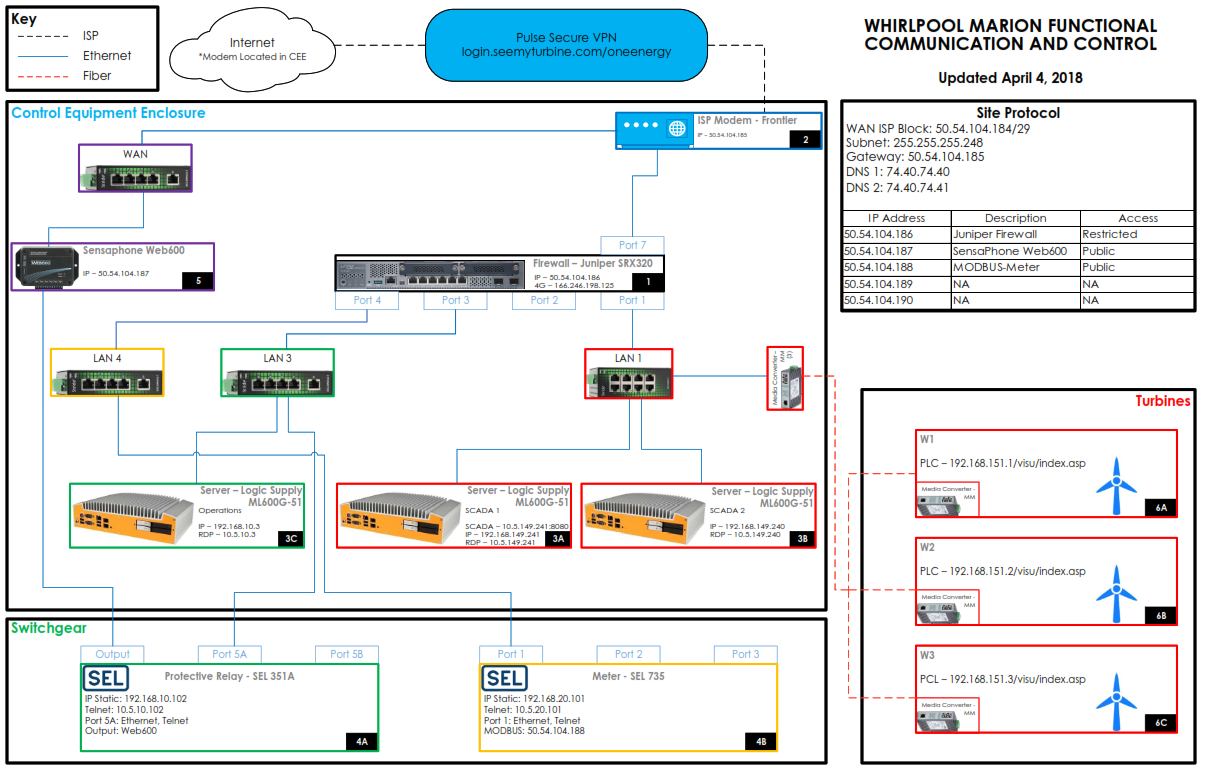 Key
ISP
Ethernet
Fiber
Internet
*Modem Located in CEE
Pulse Secure VPN
login.seemyturbine.com/oneenergy
WHIRLPOOL MARION FUNCTIONAL
COMMUNICATION AND CONTROL
Updated April 4, 2018
Control Equipment Enclosure
ISP Modem - Frontier
IP – 50.54.104.185
2
WAN
Sensaphone Web600
IP – 50.54.104.187
5
Port 7
Firewall – Juniper SRX320
IP – 50.54.104.186
4G – 166.246.198.125
1
Port 4
Port 3
Port 2
Port 1
LAN 4
LAN 3
LAN 1
Media Converter –
MM
(3)
Server – Logic Supply
ML600G-51
Operations
IP – 192.168.10.3
RDP – 10.5.10.3
3C
Server – Logic Supply
ML600G-51
SCADA 1
SCADA – 10.5.149.241:8080
IP – 192.168.149.241
RDP – 10.5.149.241
3A
Server – Logic Supply
ML600G-51
SCADA 2
IP – 192.168.149.240
RDP – 10.5.149.240
3B
Site Protocol
WAN ISP Block: 50.54.104.184/29
Subnet: 255.255.255.248
Gateway: 50.54.104.185
DNS 1: 74.40.74.40
DNS 2: 74.40.74.41
IP Address Description Access
50.54.104.186 Juniper Firewall Restricted
50.54.104.187 SensaPhone Web600 Public
50.54.104.188 MODBUS-Meter Public
50.54.104.189 NA NA
50.54.104.190 NA NA
Turbines
W1
PLC – 192.168.151.1/visu/index.asp
Media Converter -
MM
6A
W2
PLC – 192.168.151.2/visu/index.asp
Media Converter -
MM
6B
W3
PCL – 192.168.151.3/visu/index.asp
Media Converter -
MM
6C
Switchgear
Output
Port 5A
Port 5B
SEL
Protective Relay - SEL 351A
IP Static: 192.168.10.102
Telnet: 10.5.10.102
Port 5A: Ethernet, Telnet
Output: Web600
4A
Port 1
Port 2
Port 3
SEL
Meter - SEL 735
IP Static: 192.168.20.101
Telnet: 10.5.20.101
Port 1: Ethernet, Telnet
MODBUS: 50.54.104.188
4B